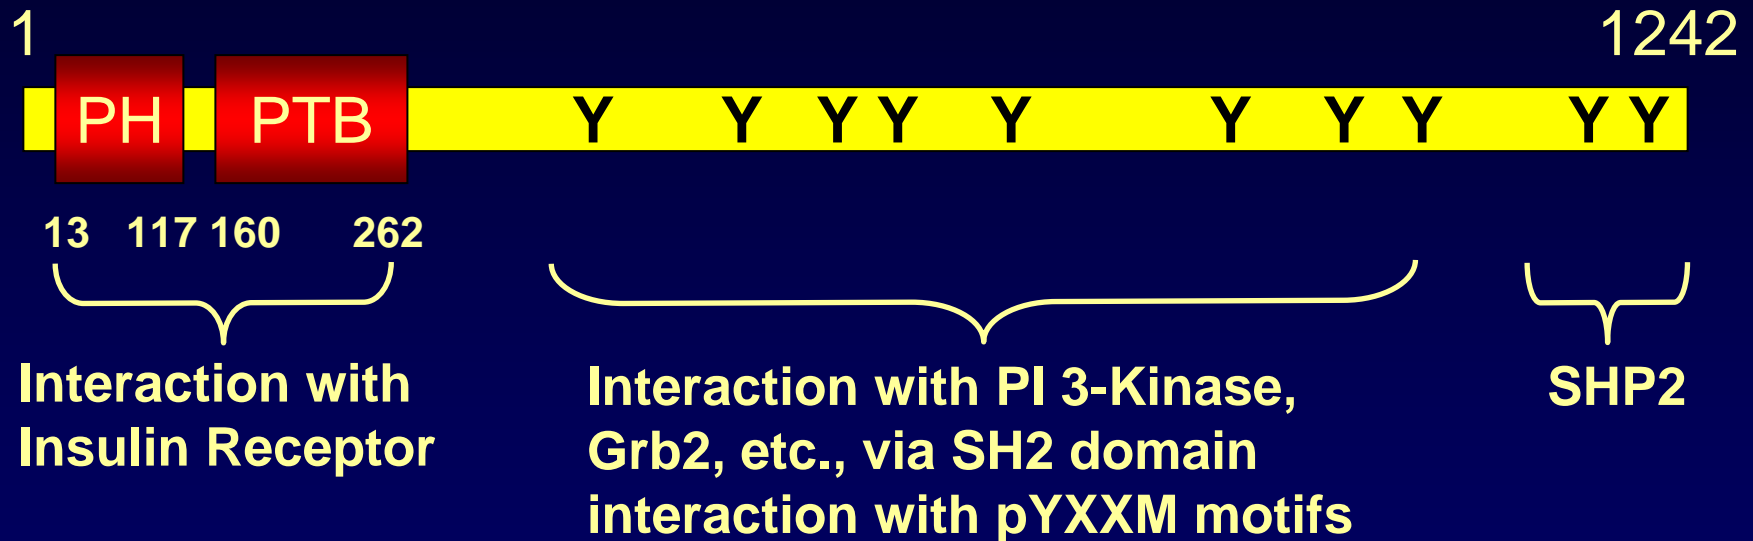 1 1242
PH PTB Y Y Y Y Y Y Y Y Y Y
13 117 160 262
Interaction with
Insulin Receptor
Interaction with PI 3-Kinase,
Grb2, etc., via SH2 domain
interaction with pYXXM motifs
SHP2